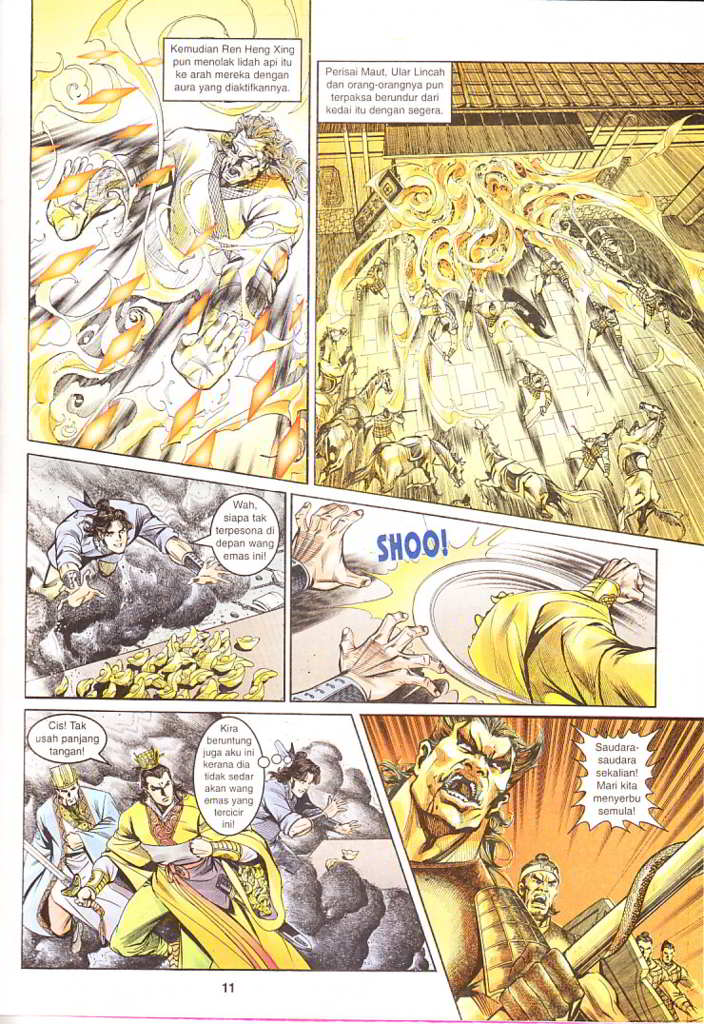 Kemudian Ren Heng Xing
pun menolak lidah api itu
ke arah mereka dengan
aura yang diaktifkannya.
Perisai Maut, Ular Lincah
dan orang-orangnya pun
terpaksa berundur dari
kedai itu dengan segera.
Wah,
siapa tak
terpesona di
depan wang
emas ini!
SHOO!
Cis! Tak
usah panjang
tangan!
Kira
beruntung
juga aku ini
kerana dia
tidak sedar
akan wang
emas yang
tercicir
ini!
Saudara-
saudara
sekalian!
Mari kita
menyerbu
semula!
11